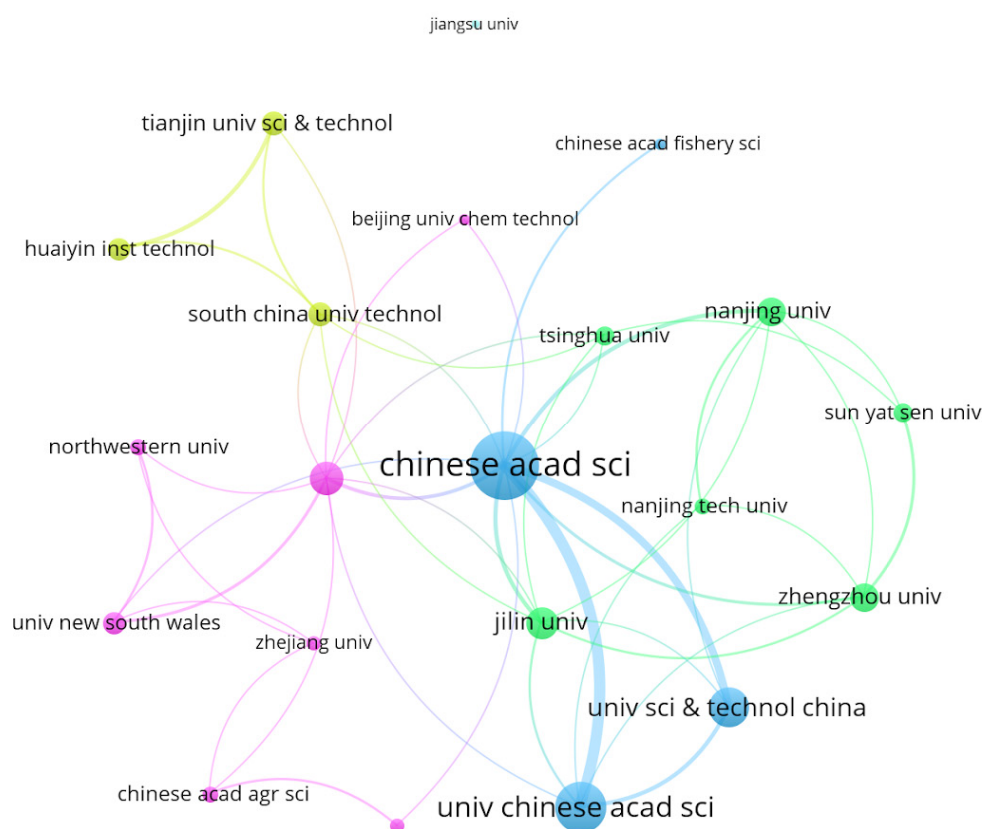 jiangsu univ
tianjin univ sci & technol
chinese acad fishery sci
beijing univ chem technol
huaiyin inst technol
south china univ technol
nanjing univ
tsinghua univ
sun yat sen univ
northwestern univ
chinese acad sci
nanjing tech univ
zhengzhou univ
jilin univ
univ new south wales
zhejiang univ
univ sci & technol china
chinese acad agr sci
univ chinese acad sci